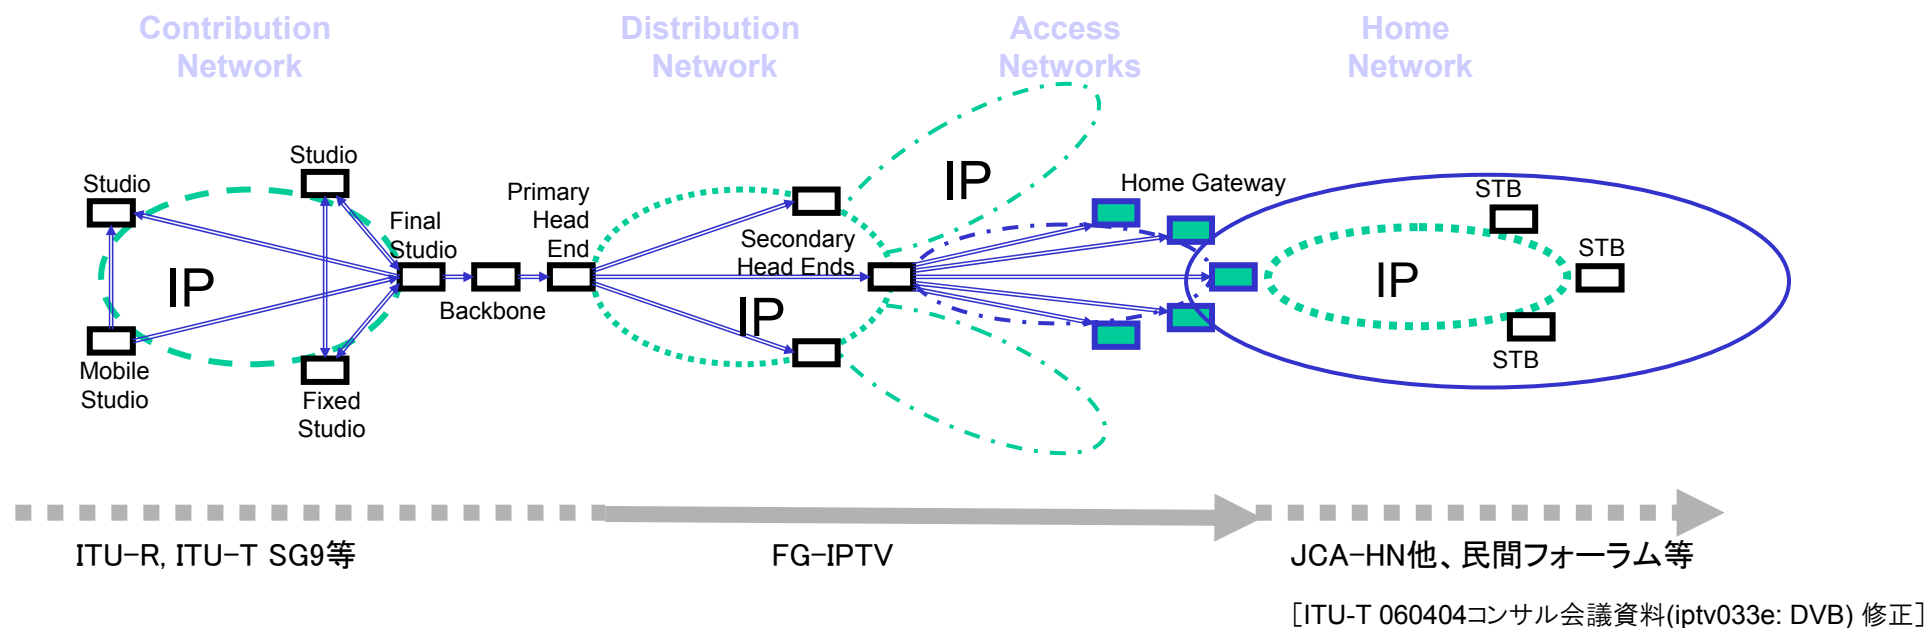 Contribution
Network
Distribution
Network
Access
Networks
Home
Network
Studio
Studio
Final
Studio
IP
Mobile
Studio
Fixed
Studio
Backbone
Primary
Head
End
Secondary
Head Ends
IP
IP
Home Gateway
STB
STB
STB
IP
ITU-R, ITU-T SG9等
FG-IPTV
JCA-HN他、民間フォーラム等
[ITU-T 060404コンサル会議資料(iptv033e: DVB) 修正]